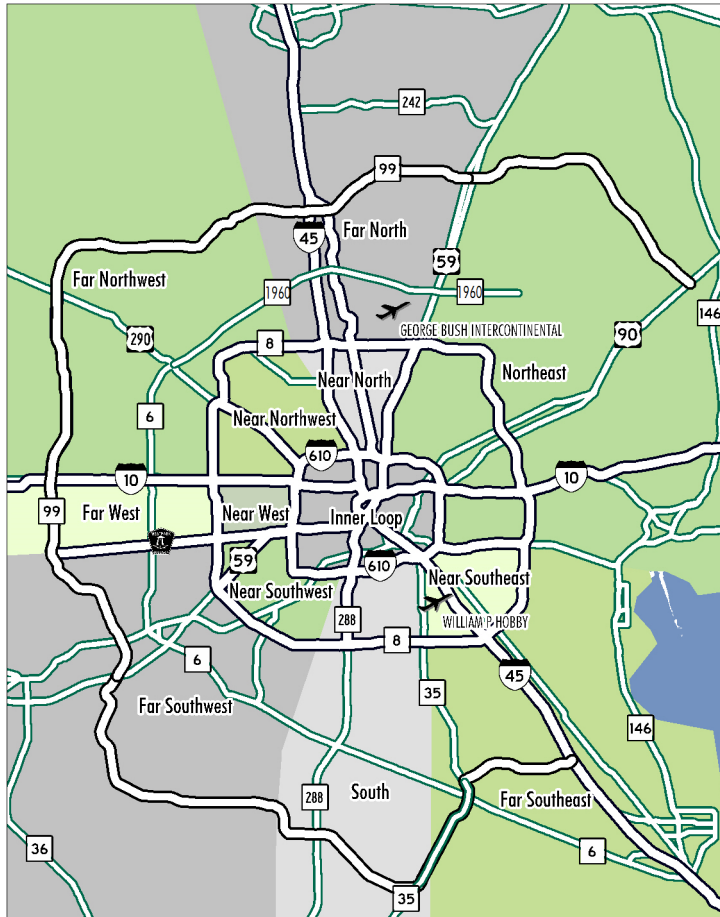 242
99
45
Far North
59
Far Northwest
1960
1960
146
GEORGE BUSH INTERCONTINENTAL
290
8
90
Near North
Northeast
6
Near Northwest
610
10
10
99
Far West
Near West
Inner Loop
59
610
Near Southeast
Near Southwest
288
8
WILLIAM P HOBBY
6
45
35
Far Southwest
146
288
South
Far Southeast
36
6
35